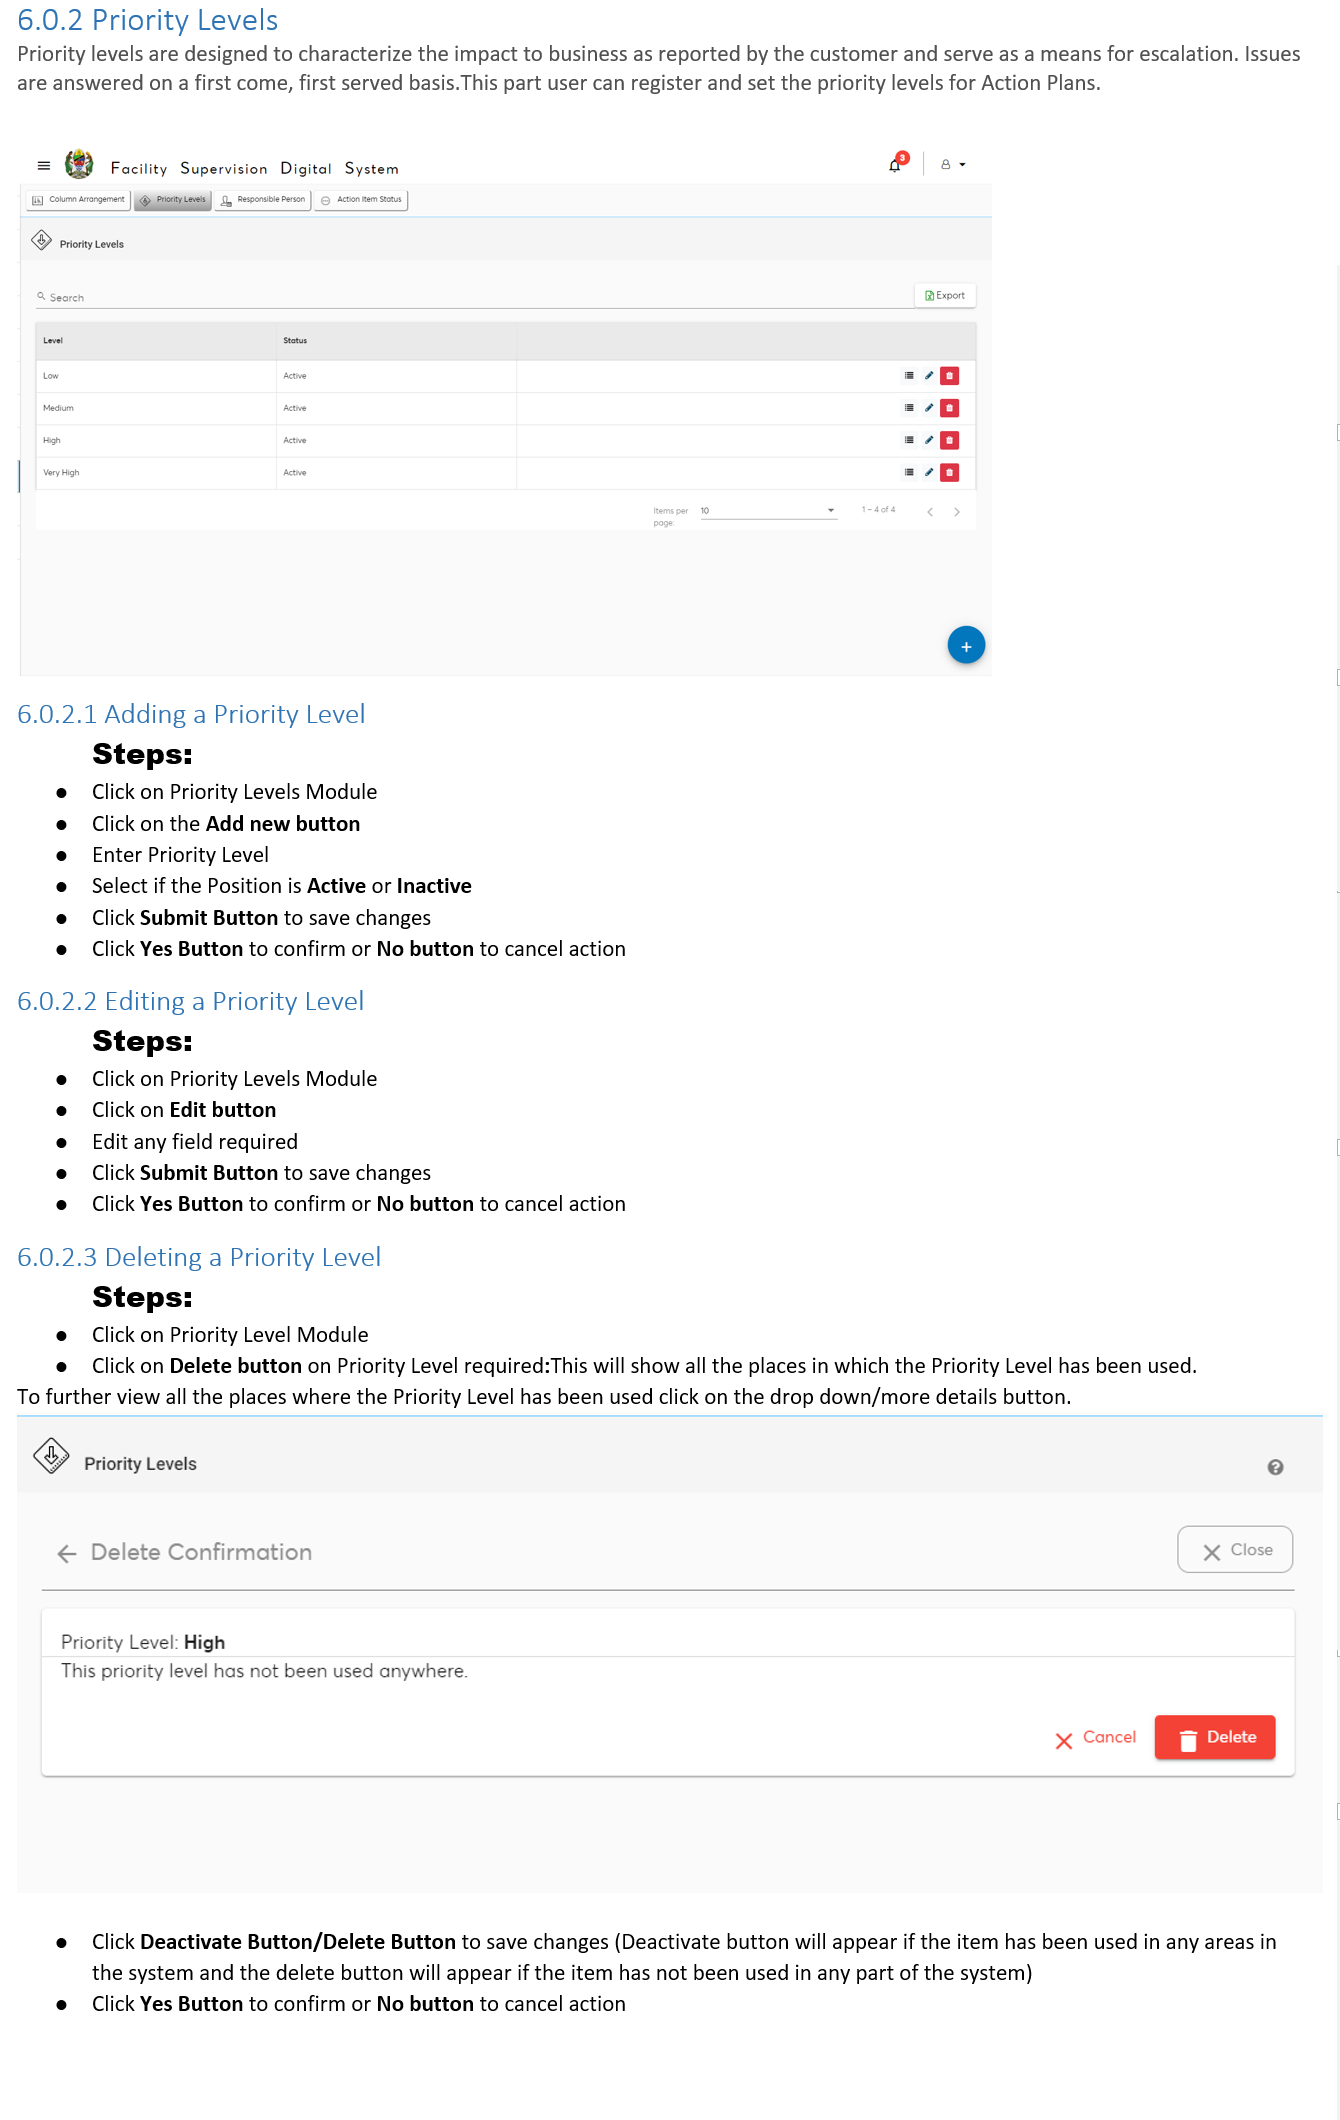 6.0.2 Priority Levels
Priority levels are designed to characterize the impact to business as reported by the customer and serve as a means for escalation. Issues
are answered on a first come, first served basis.This part user can register and set the priority levels for Action Plans.
Facility Supervision Digital System
3
Column Arrangement Priority Levels Responsible Person Action Item Status
Priority Levels
Search Export
Level Status
Low Active
Medium Active
High Active
Very High Active
Items per page: 10 1 – 4 of 4
+
6.0.2.1 Adding a Priority Level
Steps:
● Click on Priority Levels Module
● Click on the Add new button
● Enter Priority Level
● Select if the Position is Active or Inactive
● Click Submit Button to save changes
● Click Yes Button to confirm or No button to cancel action
6.0.2.2 Editing a Priority Level
Steps:
● Click on Priority Levels Module
● Click on Edit button
● Edit any field required
● Click Submit Button to save changes
● Click Yes Button to confirm or No button to cancel action
6.0.2.3 Deleting a Priority Level
Steps:
● Click on Priority Level Module
● Click on Delete button on Priority Level required:This will show all the places in which the Priority Level has been used.
To further view all the places where the Priority Level has been used click on the drop down/more details button.
Priority Levels ?
Delete Confirmation Close
Priority Level: High
This priority level has not been used anywhere.
Cancel Delete
● Click Deactivate Button/Delete Button to save changes (Deactivate button will appear if the item has been used in any areas in
the system and the delete button will appear if the item has not been used in any part of the system)
● Click Yes Button to confirm or No button to cancel action